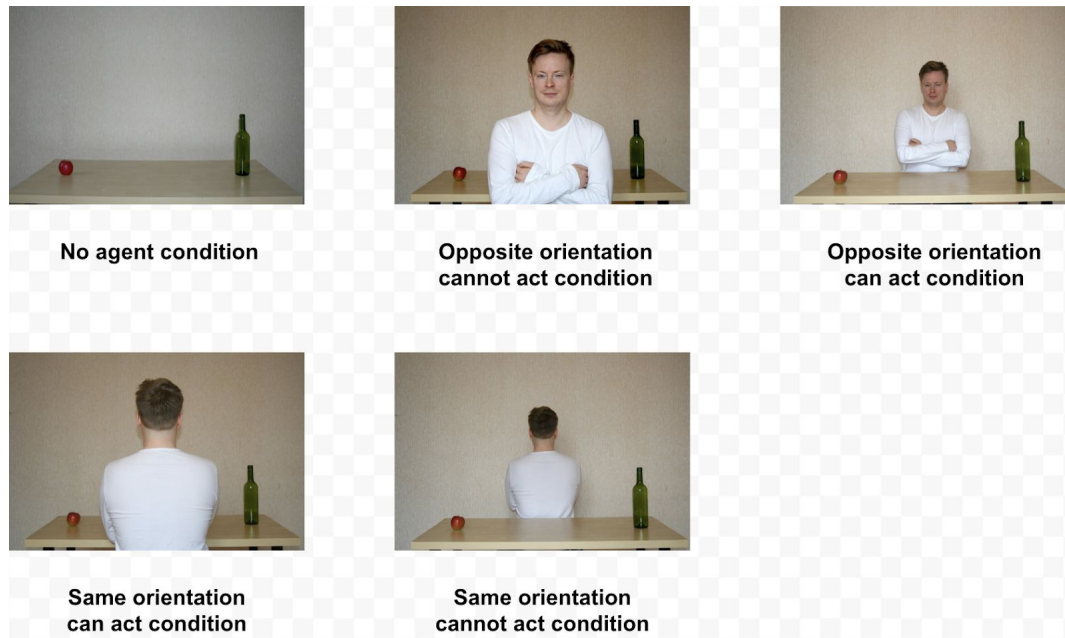 No agent condition
Opposite orientation
cannot act condition
Opposite orientation
can act condition
Same orientation
can act condition
Same orientation
cannot act condition